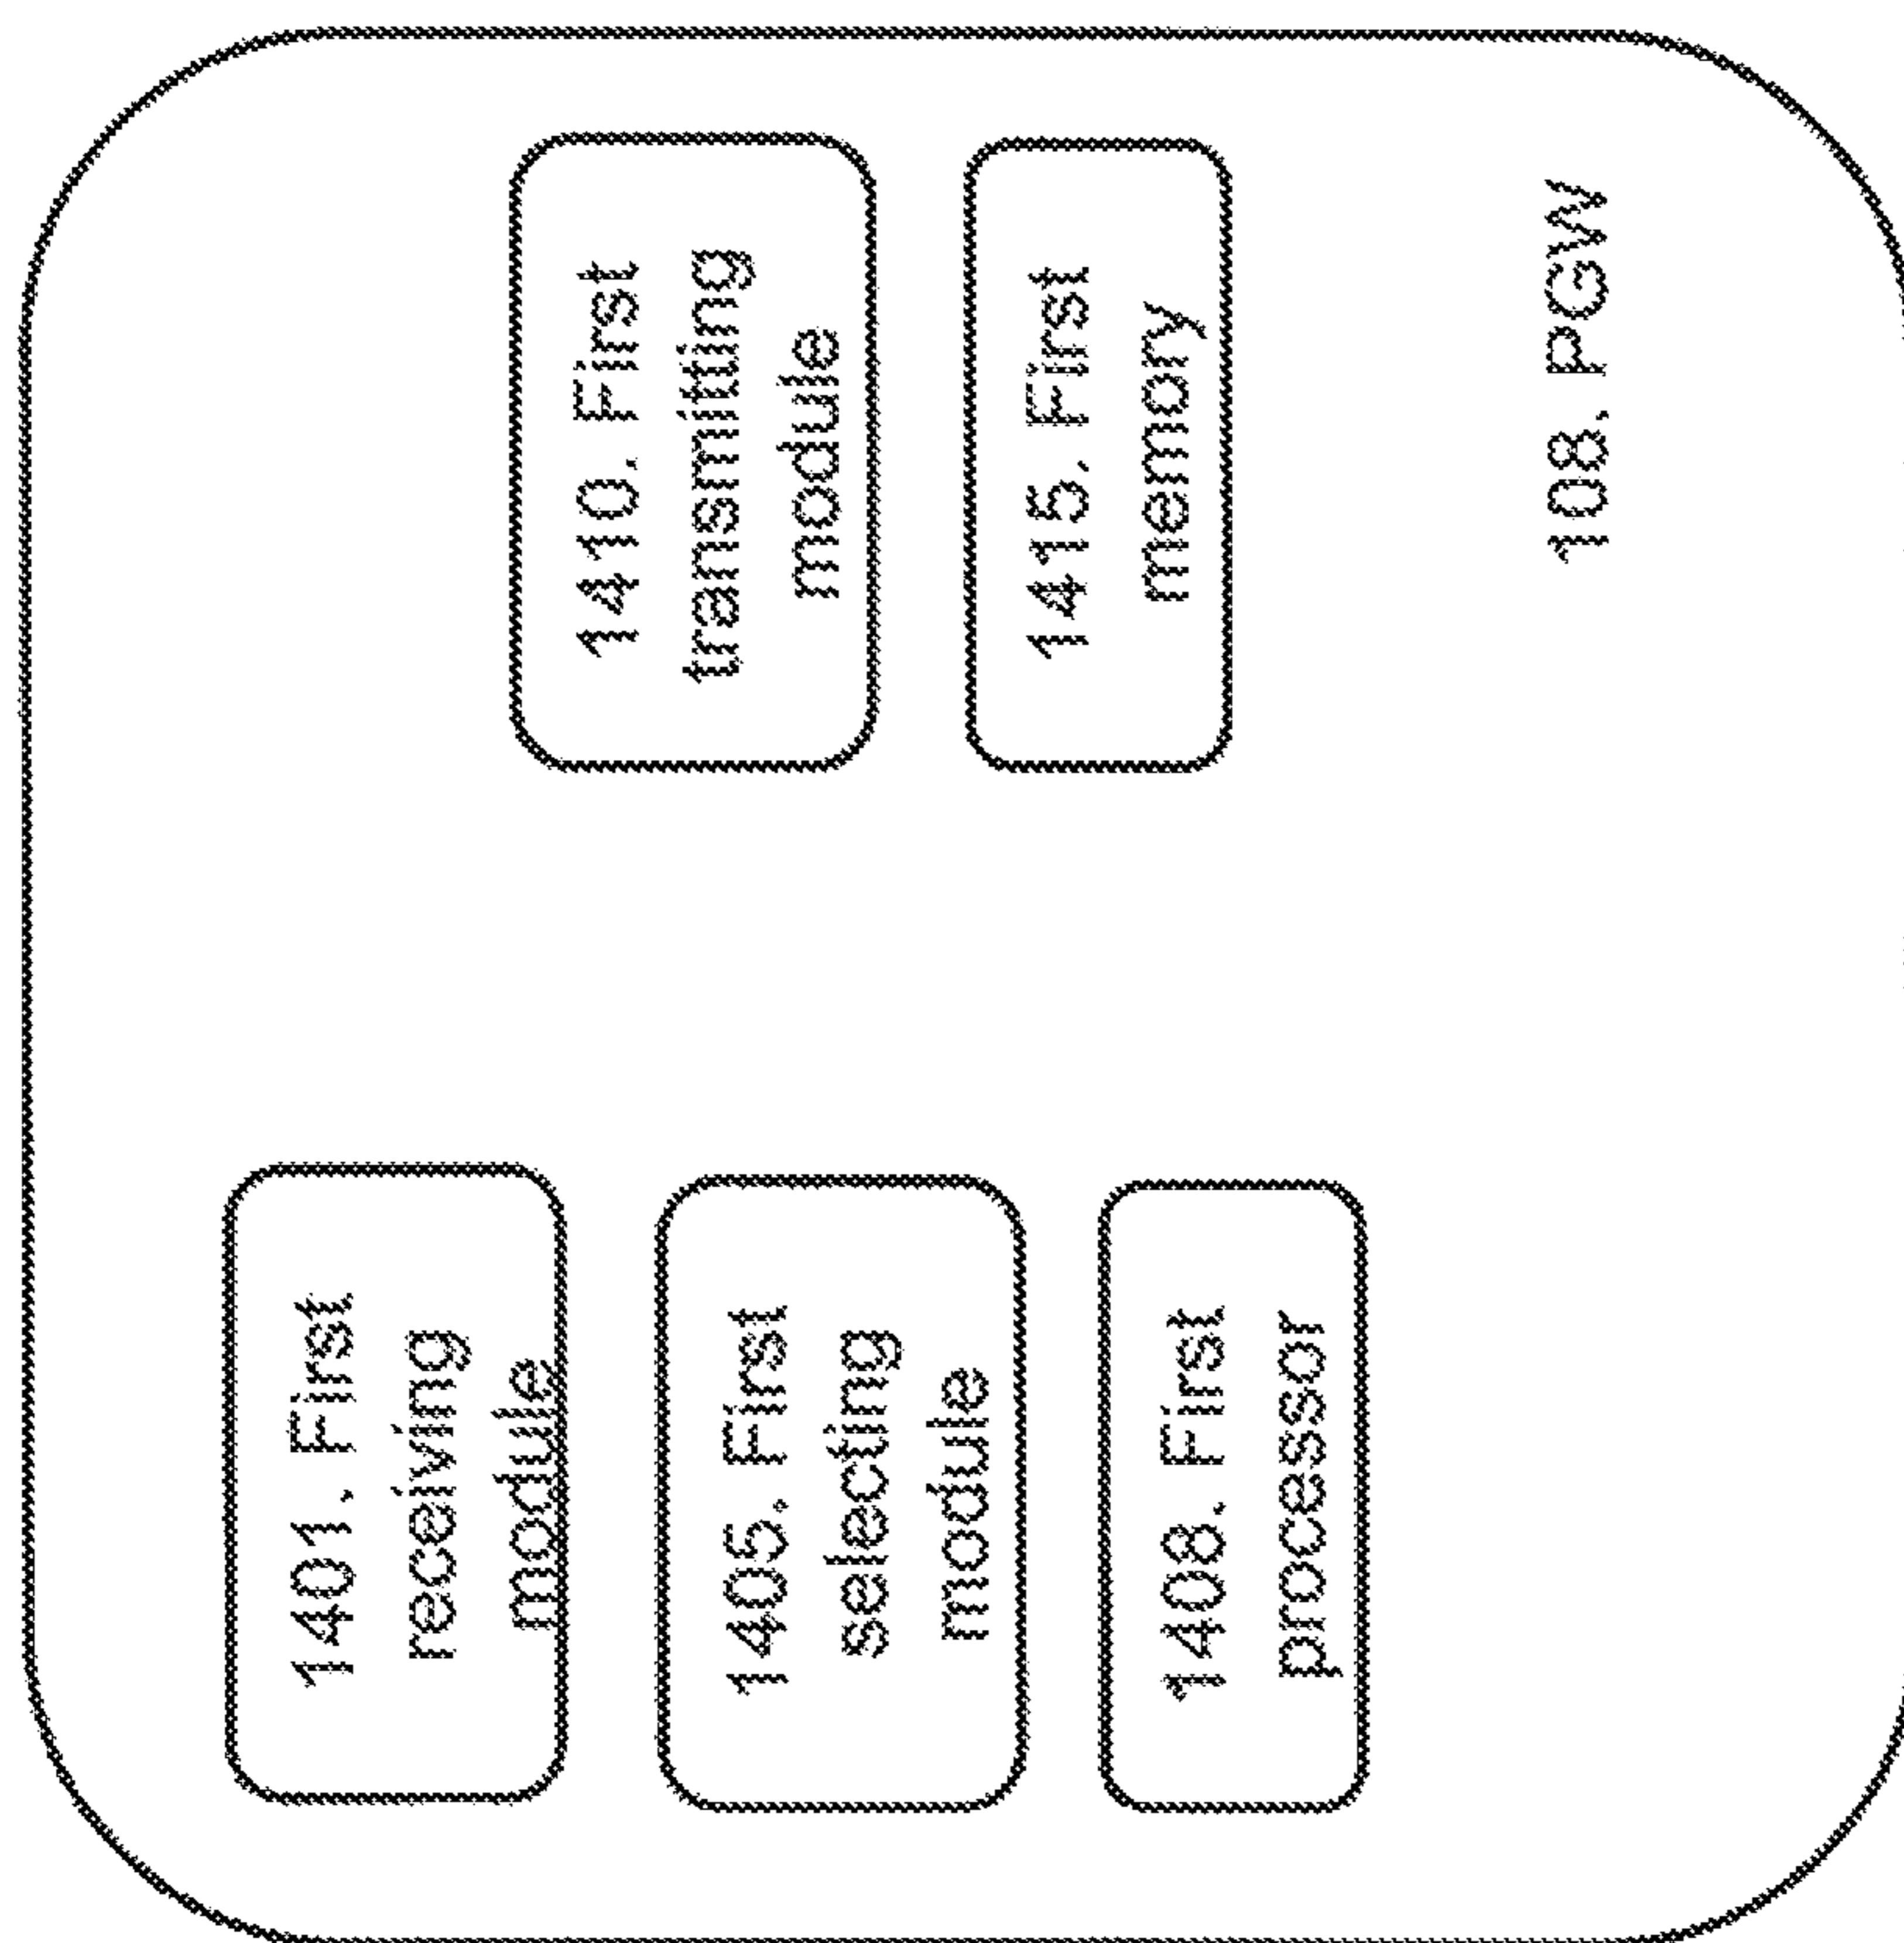 1401. First
receiving
module
1405. First
selecting
module
1408. First
processor
1410. First
transmitting
module
1415. First
memory
108. PGW